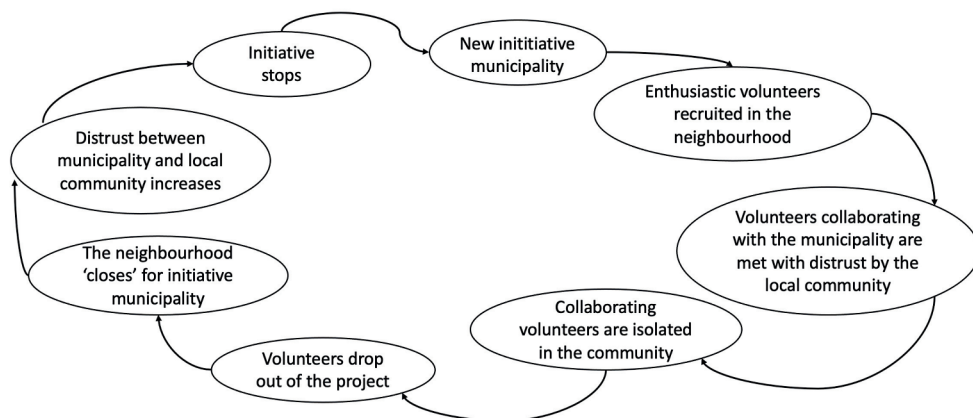 Initiative
stops
New inititiative
municipality
Enthusiastic volunteers
recruited in the
neighbourhood
Volunteers collaborating
with the municipality are
met with distrust by the
local community
Collaborating
volunteers are isolated
in the community
Volunteers drop
out of the project
The neighbourhood
‘closes’ for initiative
municipality
Distrust between
municipality and local
community increases